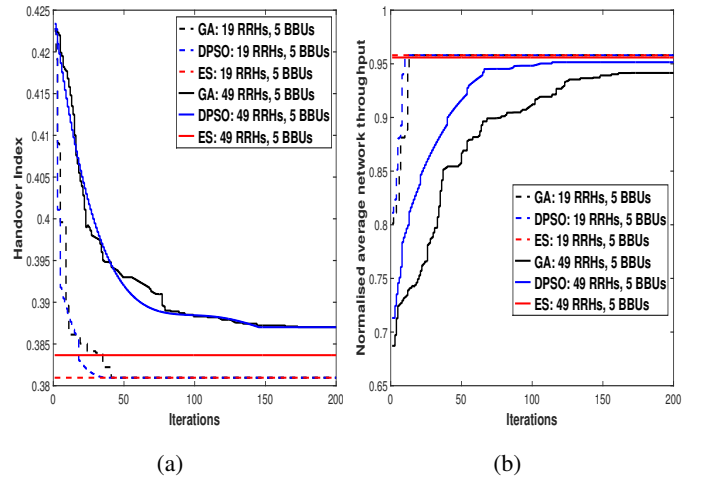 0.425
0.42
0.415
0.41
0.405
0.4
0.395
0.39
0.385
0.38
Handover Index
0
50
100
150
200
Iterations
GA: 19 RRHs, 5 BBUs
DPSO: 19 RRHs, 5 BBUs
ES: 19 RRHs, 5 BBUs
GA: 49 RRHs, 5 BBUs
DPSO: 49 RRHs, 5 BBUs
ES: 49 RRHs, 5 BBUs
(a)
1
0.95
0.9
0.85
0.8
0.75
0.7
0.65
Normalised average network throughput
0
50
100
150
200
Iterations
GA: 19 RRHs, 5 BBUs
DPSO: 19 RRHs, 5 BBUs
ES: 19 RRHs, 5 BBUs
GA: 49 RRHs, 5 BBUs
DPSO: 49 RRHs, 5 BBUs
ES: 49 RRHs, 5 BBUs
(b)